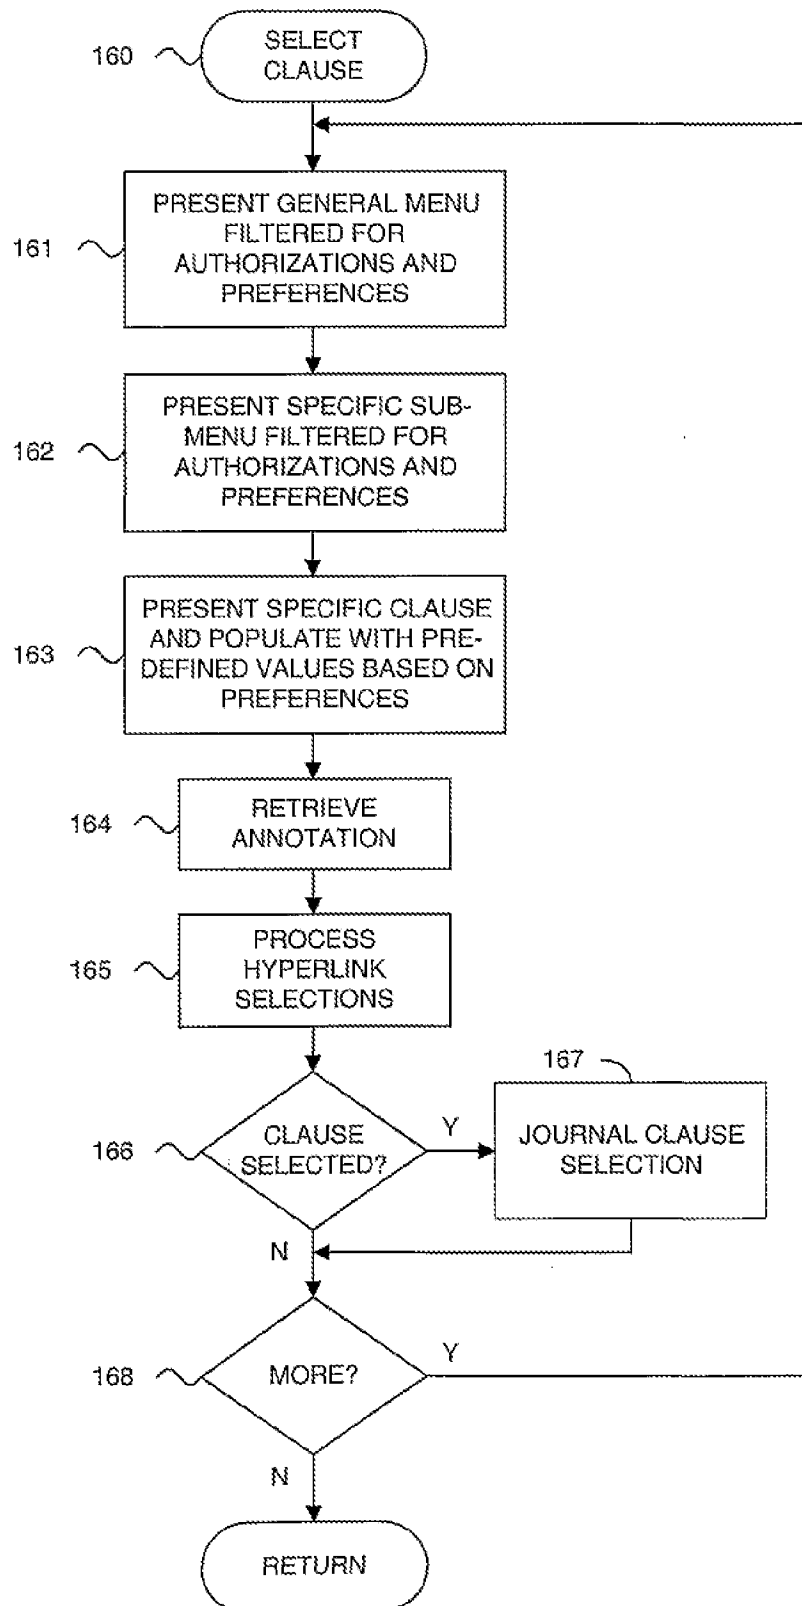 160
SELECT
CLAUSE
161
PRESENT GENERAL MENU
FILTERED FOR
AUTHORIZATIONS AND
PREFERENCES
162
PRESENT SPECIFIC SUB-
MENU FILTERED FOR
AUTHORIZATIONS AND
PREFERENCES
163
PRESENT SPECIFIC CLAUSE
AND POPULATE WITH PRE-
DEFINED VALUES BASED ON
PREFERENCES
164
RETRIEVE
ANNOTATION
165
PROCESS
HYPERLINK
SELECTIONS
166
CLAUSE
SELECTED?
Y
167
JOURNAL CLAUSE
SELECTION
N
168
MORE?
Y
N
RETURN